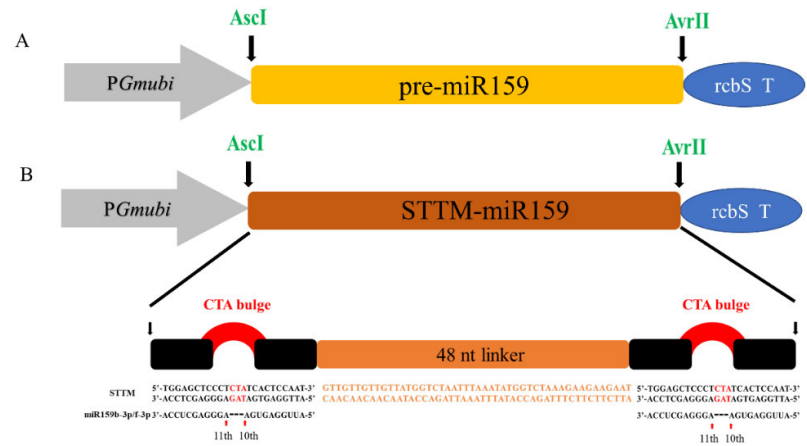 A
AscI
AvrII
PGmubi
pre-miR159
rcbS T
B
AscI
AvrII
PGmubi
STTM-miR159
rcbS T
CTA bulge
CTA bulge
48 nt linker
STTM
5'-TGGAGCTCCCTCTATCACTCCAAT-3'
GTTGTTGTTGTTATGGTCTAATTTAAATATGGTCTAAAGAAGAAGAAT
5'-TGGAGCTCCCTCTATCACTCCAAT-3'
3'-ACCTCGAGGGAGATAGTGAGGTTA-5'
CAACAACAACAATACCAGATTAAATTTATACCAGATTTCTTCTTCTTA
3'-ACCTCGAGGGAGATAGTGAGGTTA-5'
miR159b-3p/f-3p
3'-ACCUCGAGGGA---AGUGAGGUUA-5'
3'-ACCUCGAGGGA---AGUGAGGUUA-5'
11th
10th
11th
10th